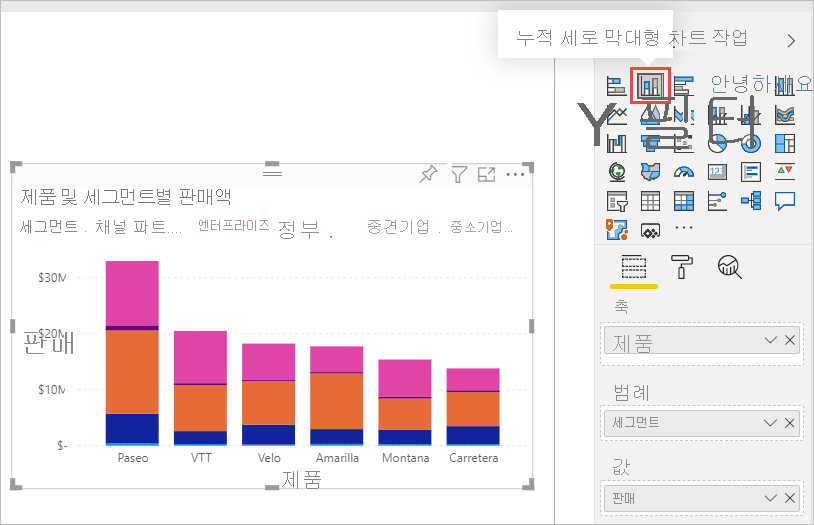 누적 세로 막대형 차트 작업
안녕하세요
Y 필터
제품 및 세그먼트별 판매액
세그먼트 . 채널 파트.... 엔터프라이즈 . 정부 . 중견기업 . 중소기업...
$30M
$20M
판매
$10M
$-
Paseo VTT Velo Amarilla Montana Carretera
제품
축
제품
범례
세그먼트
값
판매
123